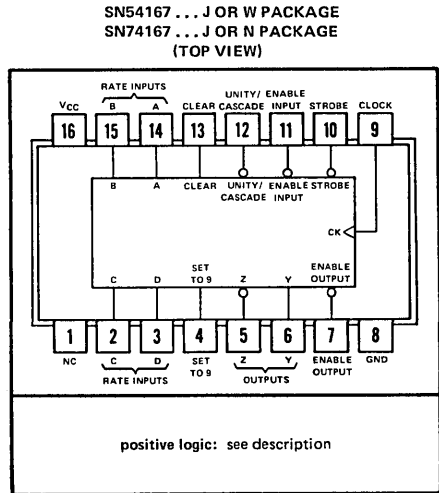 SN54167 . . . J OR W PACKAGE
SN74167 . . . J OR N PACKAGE
(TOP VIEW)
RATE INPUTS
UNITY/ ENABLE
VCC B A CLEAR CASCADE INPUT STROBE CLOCK
16 15 14 13 12 11 10 9
B A CLEAR UNITY/ ENABLE STROBE
CASCADE INPUT
CK
SET
TO 9
ENABLE
OUTPUT
C D Z Y
1 2 3 4 5 6 7 8
NC C D SET
TO 9 Z Y ENABLE
OUTPUT GND
RATE INPUTS OUTPUTS
positive logic: see description